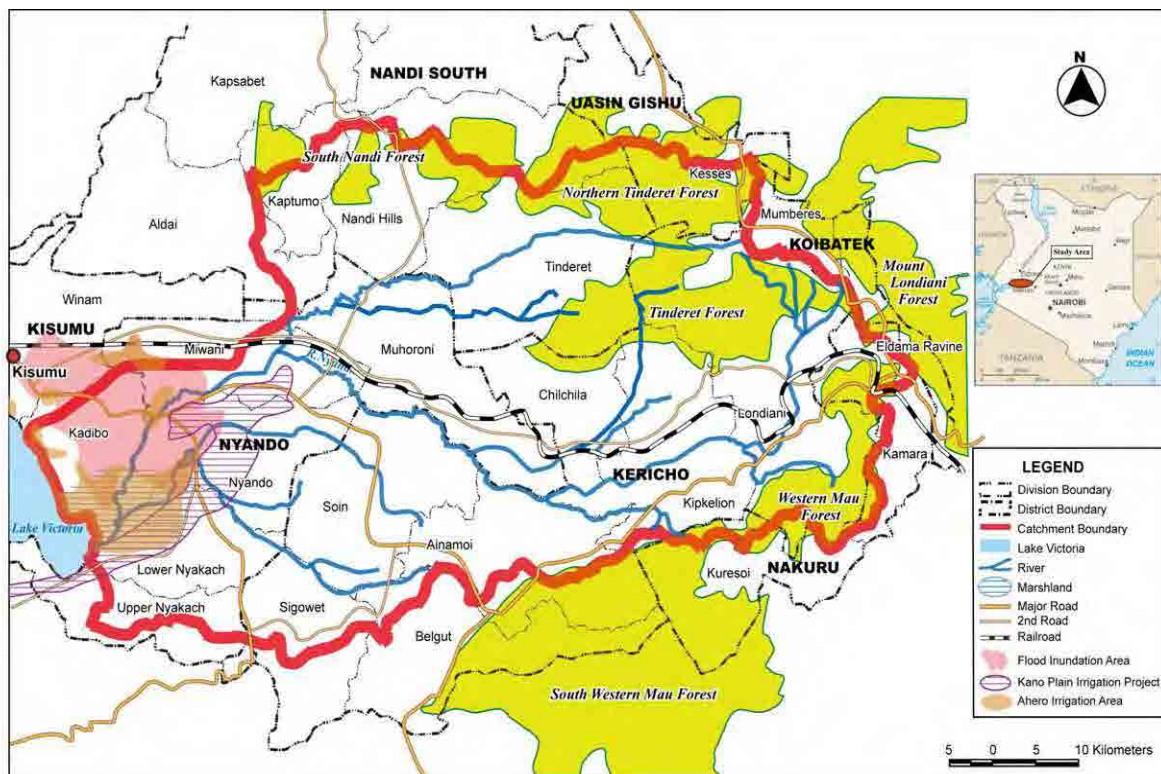 Kapsabet
NANDI SOUTH
UASIN GISHU
N
South Nandi Forest
Kesses
Northern Tinderet Forest
Kaptumo
Nandi Hills
Mumberes
Aldai
KOIBATEK
Tinderet
Mount
Londiani
Forest
Winam
Tinderet Forest
KISUMU
Miwani
Kisumu
R.Nyando
Muhoroni
Eldama Ravine
Chilchila
Londiani
Kadibo
NYANDO
Kamara
Nyando
KERICHO
Soin
Kipkelion
Western Mau
Forest
Lake Victoria
Ainamoi
Lower Nyakach
Kuresoi
NAKURU
Upper Nyakach
Sigowet
Belgut
South Western Mau Forest
Study Area
NAIROBI
TANZANIA
INDIAN
OCEAN
LEGEND
Division Boundary
District Boundary
Catchment Boundary
Lake Victoria
River
Marshland
Major Road
2nd Road
Railroad
Flood Inundation Area
Kano Plain Irrigation Project
Ahero Irrigation Area
5 0 5 10 Kilometers